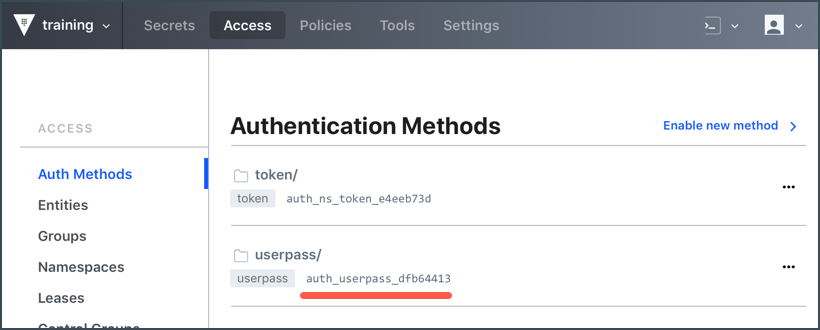 training Secrets Access Policies Tools Settings
ACCESS
Auth Methods
Entities
Groups
Namespaces
Leases
Control Groups
Authentication Methods Enable new method
token/
token auth_ns_token_e4eeb73d
userpass/
userpass auth_userpass_dfb64413